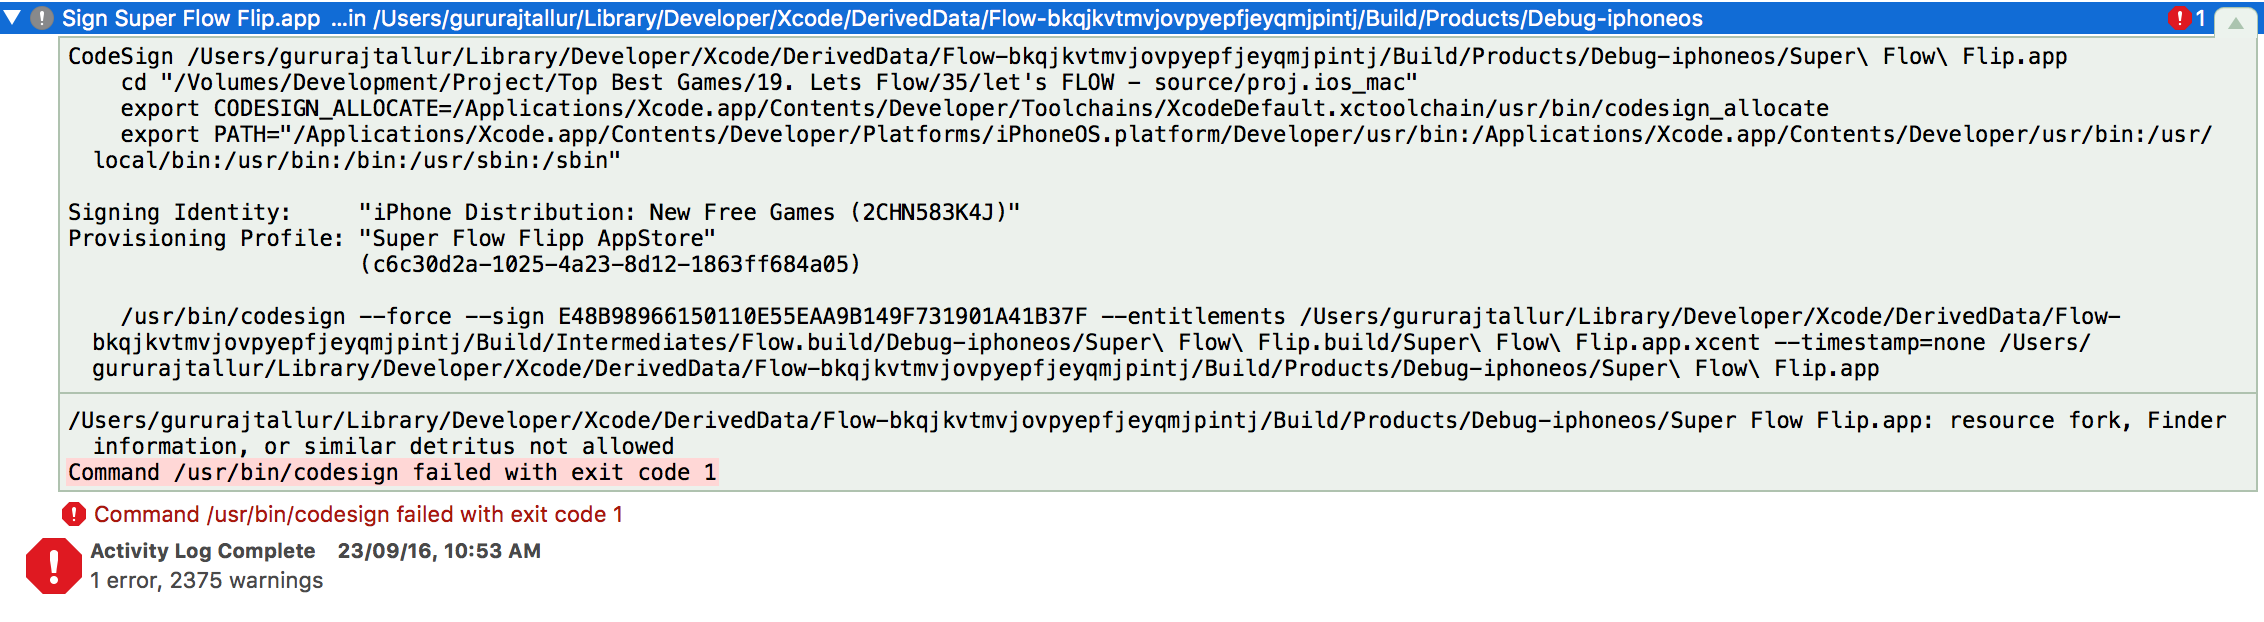 Sign Super Flow Flip.app ...in /Users/gururajtallur/Library/Developer/Xcode/DerivedData/Flow-bkqjkvtmvjovpyepfjeyqmjpintj/Build/Products/Debug-iphoneos 1
CodeSign /Users/gururajtallur/Library/Developer/Xcode/DerivedData/Flow-bkqjkvtmvjovpyepfjeyqmjpintj/Build/Products/Debug-iphoneos/Super\ Flow\ Flip.app
cd "/Volumes/Development/Project/Top Best Games/19. Lets Flow/35/let's FLOW - source/proj.ios_mac"
export CODESIGN_ALLOCATE=/Applications/Xcode.app/Contents/Developer/Toolchains/XcodeDefault.xctoolchain/usr/bin/codesign_allocate
export PATH="/Applications/Xcode.app/Contents/Developer/Platforms/iPhoneOS.platform/Developer/usr/bin:/Applications/Xcode.app/Contents/Developer/usr/bin:/usr/
local/bin:/usr/bin:/bin:/usr/sbin:/sbin"
Signing Identity: "iPhone Distribution: New Free Games (2CHN583K4J)"
Provisioning Profile: "Super Flow Flipp AppStore"
(c6c30d2a-1025-4a23-8d12-1863ff684a05)
/usr/bin/codesign --force --sign E48B98966150110E55EAA9B149F731901A41B37F --entitlements /Users/gururajtallur/Library/Developer/Xcode/DerivedData/Flow-
bkqjkvtmvjovpyepfjeyqmjpintj/Build/Intermediates/Flow.build/Debug-iphoneos/Super\ Flow\ Flip.build/Super\ Flow\ Flip.app.xcent --timestamp=none /Users/
gururajtallur/Library/Developer/Xcode/DerivedData/Flow-bkqjkvtmvjovpyepfjeyqmjpintj/Build/Products/Debug-iphoneos/Super\ Flow\ Flip.app
/Users/gururajtallur/Library/Developer/Xcode/DerivedData/Flow-bkqjkvtmvjovpyepfjeyqmjpintj/Build/Products/Debug-iphoneos/Super Flow Flip.app: resource fork, Finder
information, or similar detritus not allowed
Command /usr/bin/codesign failed with exit code 1
Command /usr/bin/codesign failed with exit code 1
Activity Log Complete 23/09/16, 10:53 AM
1 error, 2375 warnings